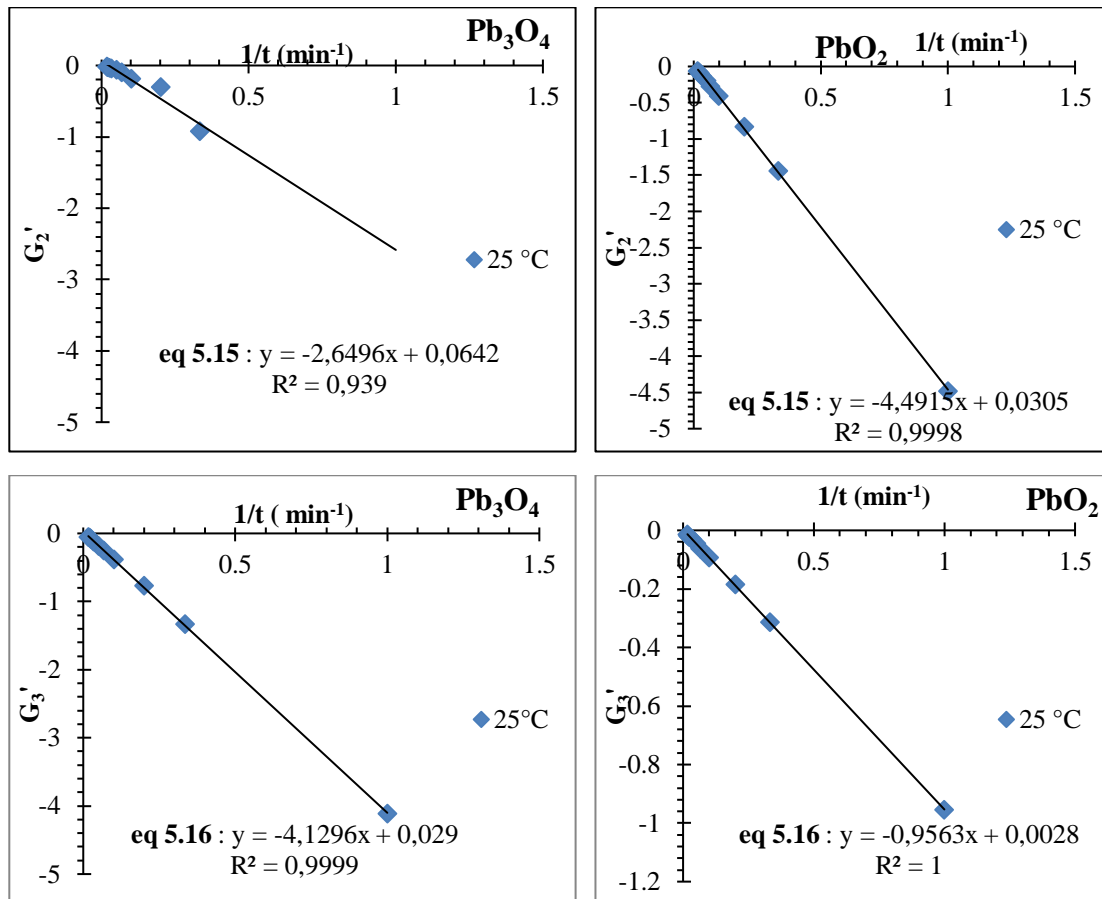 Pb₃O₄
1/t (min⁻¹)
0
0 0.5 1 1.5
-1
-2
G₂'
-3
-4
-5
25 °C
eq 5.15 : y = -2,6496x + 0,0642
R² = 0,939
PbO₂
1/t (min⁻¹)
0
0 0.5 1 1.5
-0.5
-1
-1.5
-2
-2.5
G₂'
-3
-3.5
-4
-4.5
-5
25 °C
eq 5.15 : y = -4,4915x + 0,0305
R² = 0,9998
Pb₃O₄
1/t ( min⁻¹)
0
0 0.5 1 1.5
-1
-2
G₃'
-3
-4
-5
25°C
eq 5.16 : y = -4,1296x + 0,029
R² = 0,9999
PbO₂
1/t (min⁻¹)
0
0 0.5 1 1.5
-0.2
-0.4
-0.6
G₃'
-0.8
-1
-1.2
25 °C
eq 5.16 : y = -0,9563x + 0,0028
R² = 1